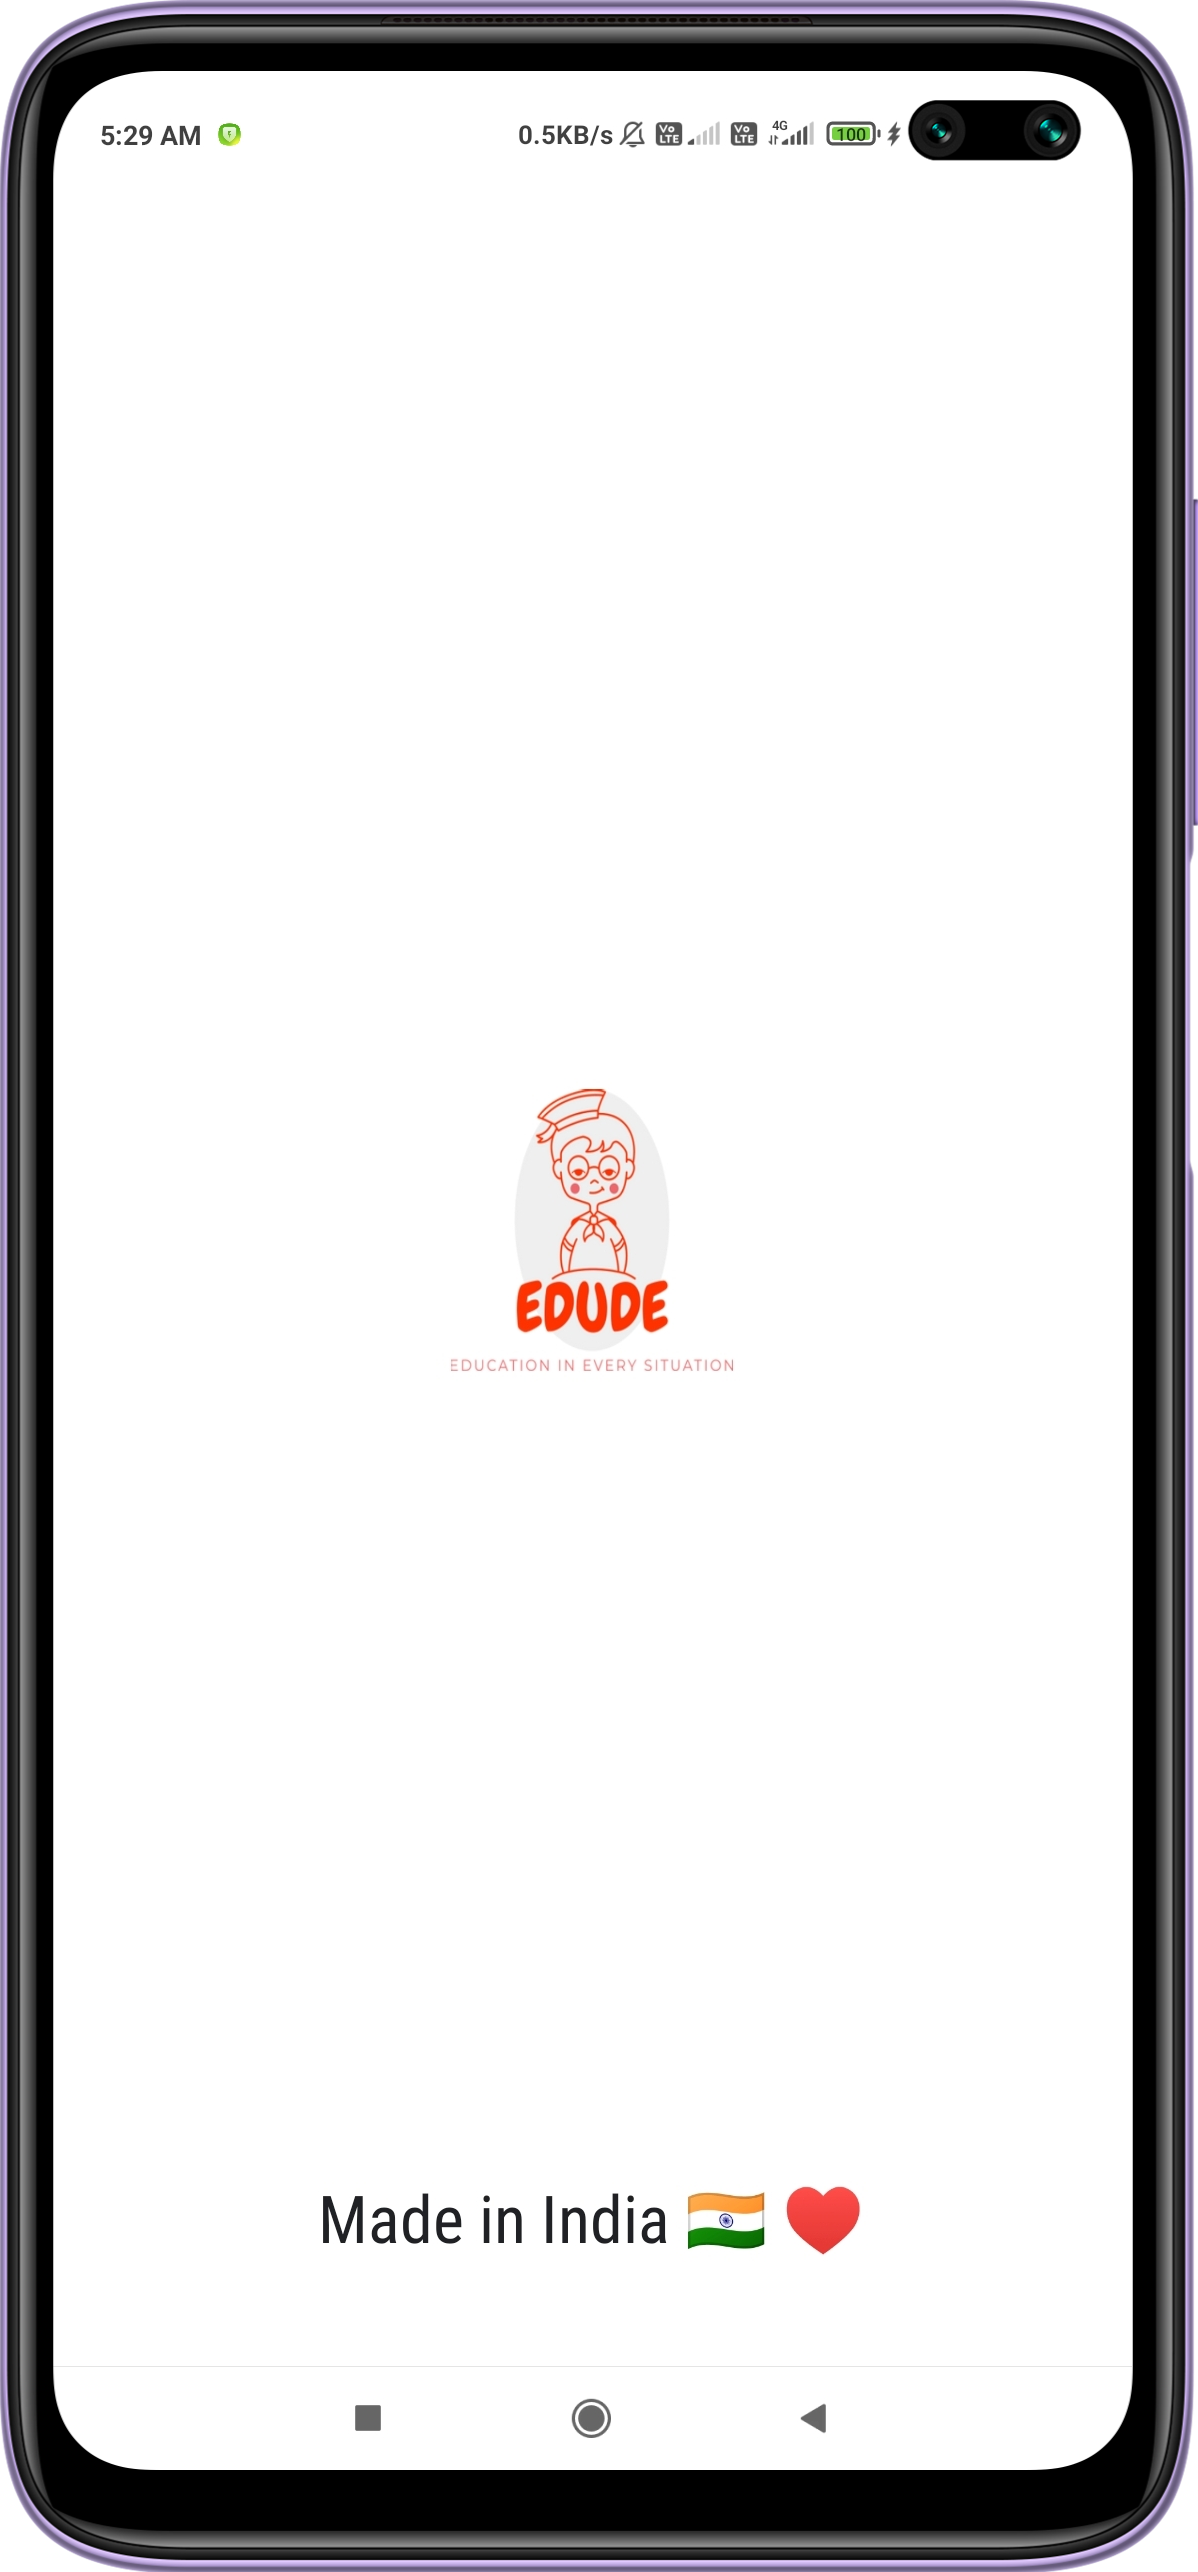 5:29 AM 0.5KB/s Vo LTE Vo LTE 4G 100
EDUDE
EDUCATION IN EVERY SITUATION
Made in India 🇮🇳 ❤️